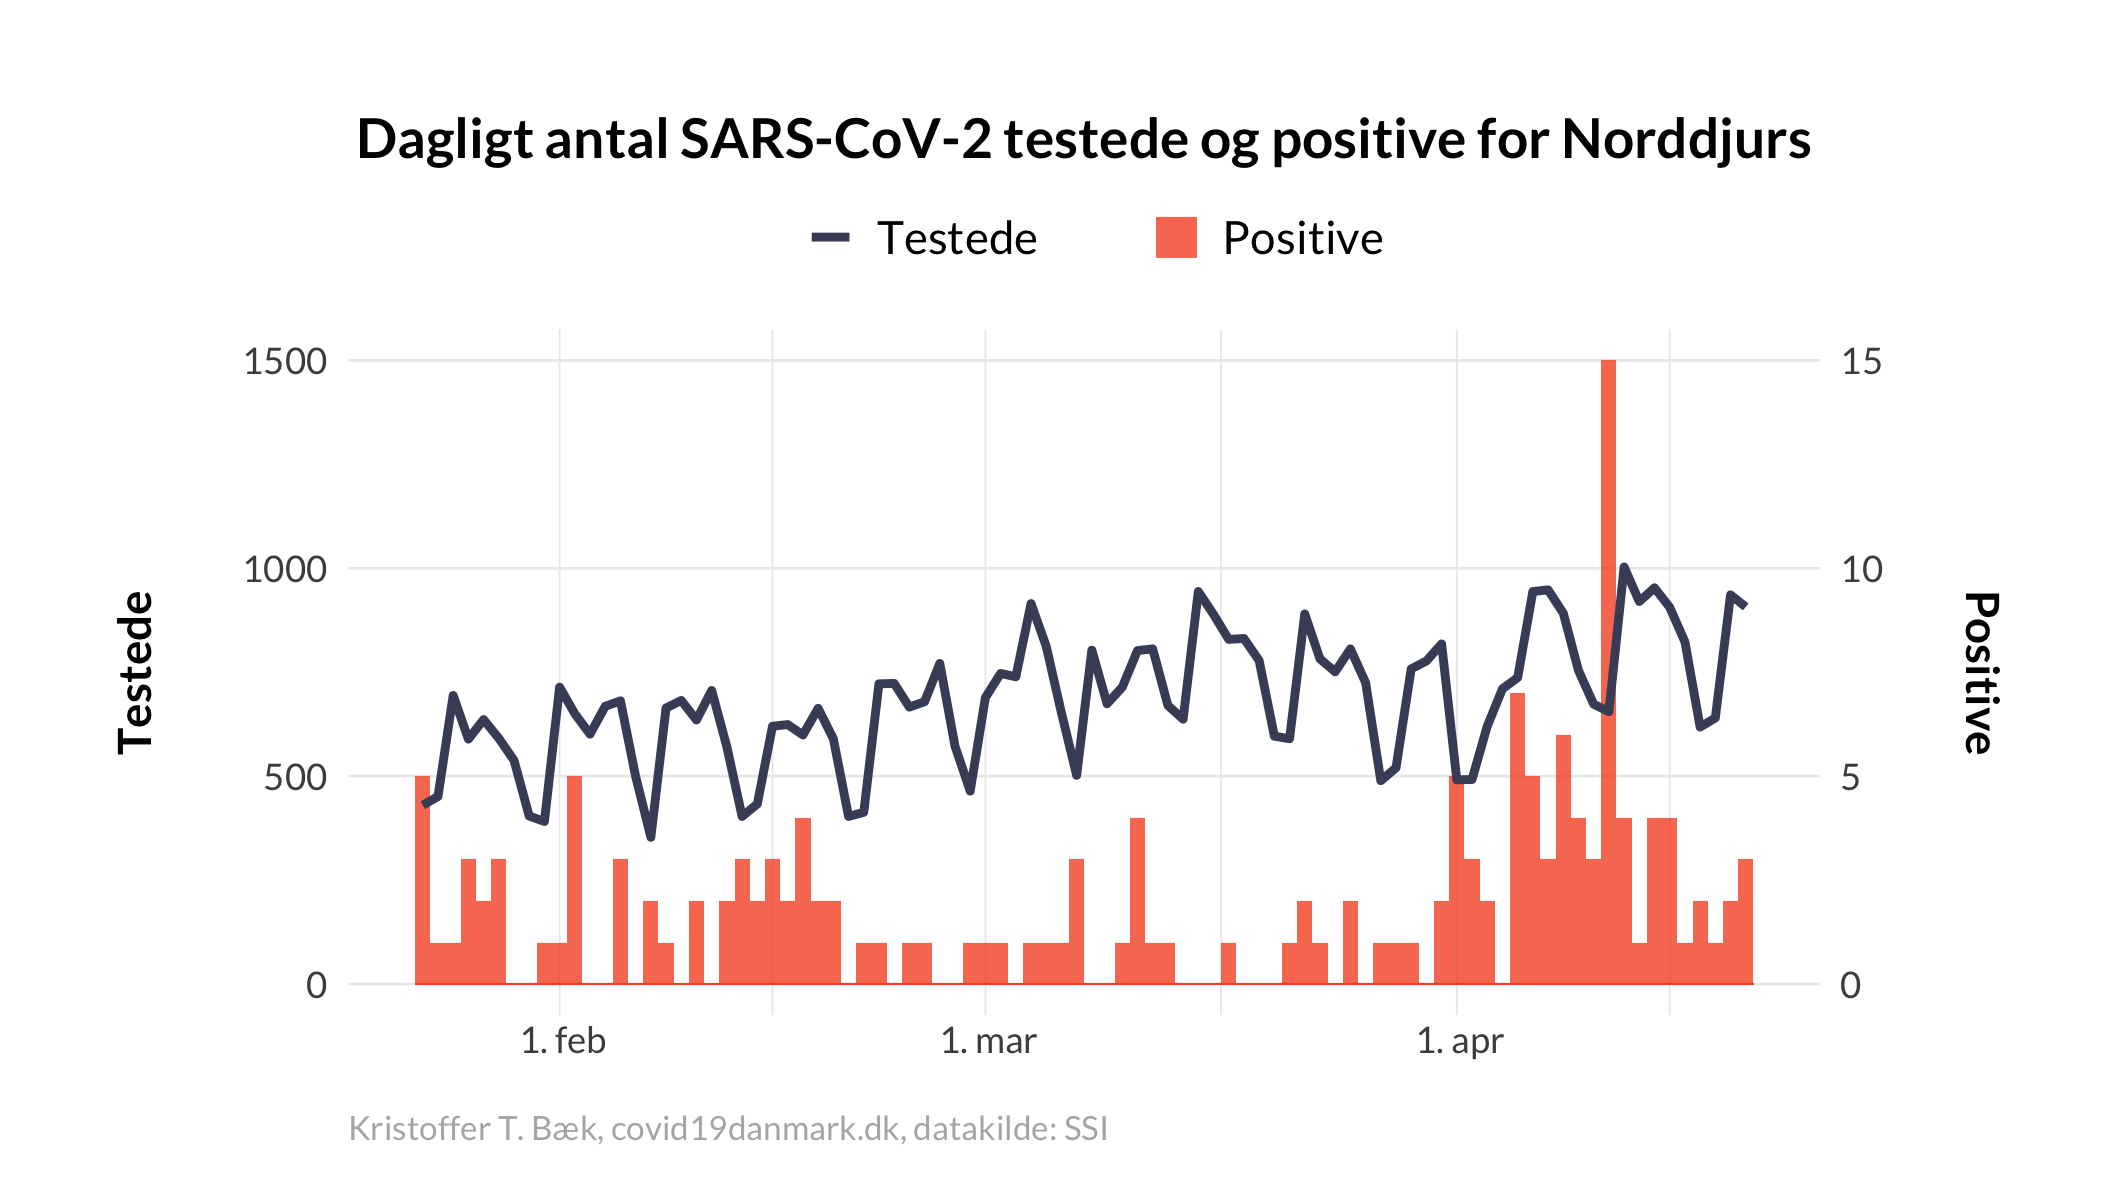 Dagligt antal SARS-CoV-2 testede og positive for Norddjurs
Testede
Positive
1500
1000
500
0
15
10
5
0
Testede
Positive
1. feb
1. mar
1. apr
Kristoffer T. Bæk, covid19danmark.dk, datakilde: SSI